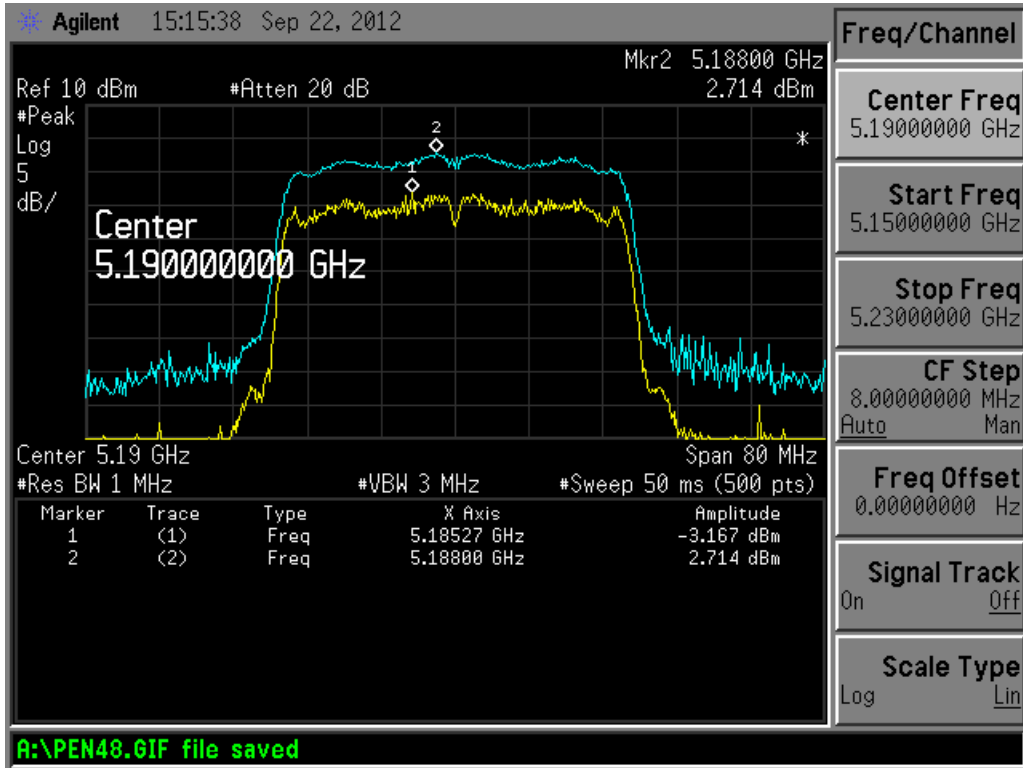 Agilent 15:15:38 Sep 22, 2012
Mkr2 5.18800 GHz
Ref 10 dBm #Atten 20 dB 2.714 dBm
#Peak
Log
5
dB/
2
1
*
Center
5.190000000 GHz
Center 5.19 GHz Span 80 MHz
#Res BW 1 MHz #VBW 3 MHz #Sweep 50 ms (500 pts)
Marker Trace Type X Axis Amplitude
1 (1) Freq 5.18527 GHz -3.167 dBm
2 (2) Freq 5.18800 GHz 2.714 dBm
A:\PEN48.GIF file saved
Freq/Channel
Center Freq
5.19000000 GHz
Start Freq
5.15000000 GHz
Stop Freq
5.23000000 GHz
CF Step
8.00000000 MHz
Auto Man
Freq Offset
0.00000000 Hz
Signal Track
On Off
Scale Type
Log Lin